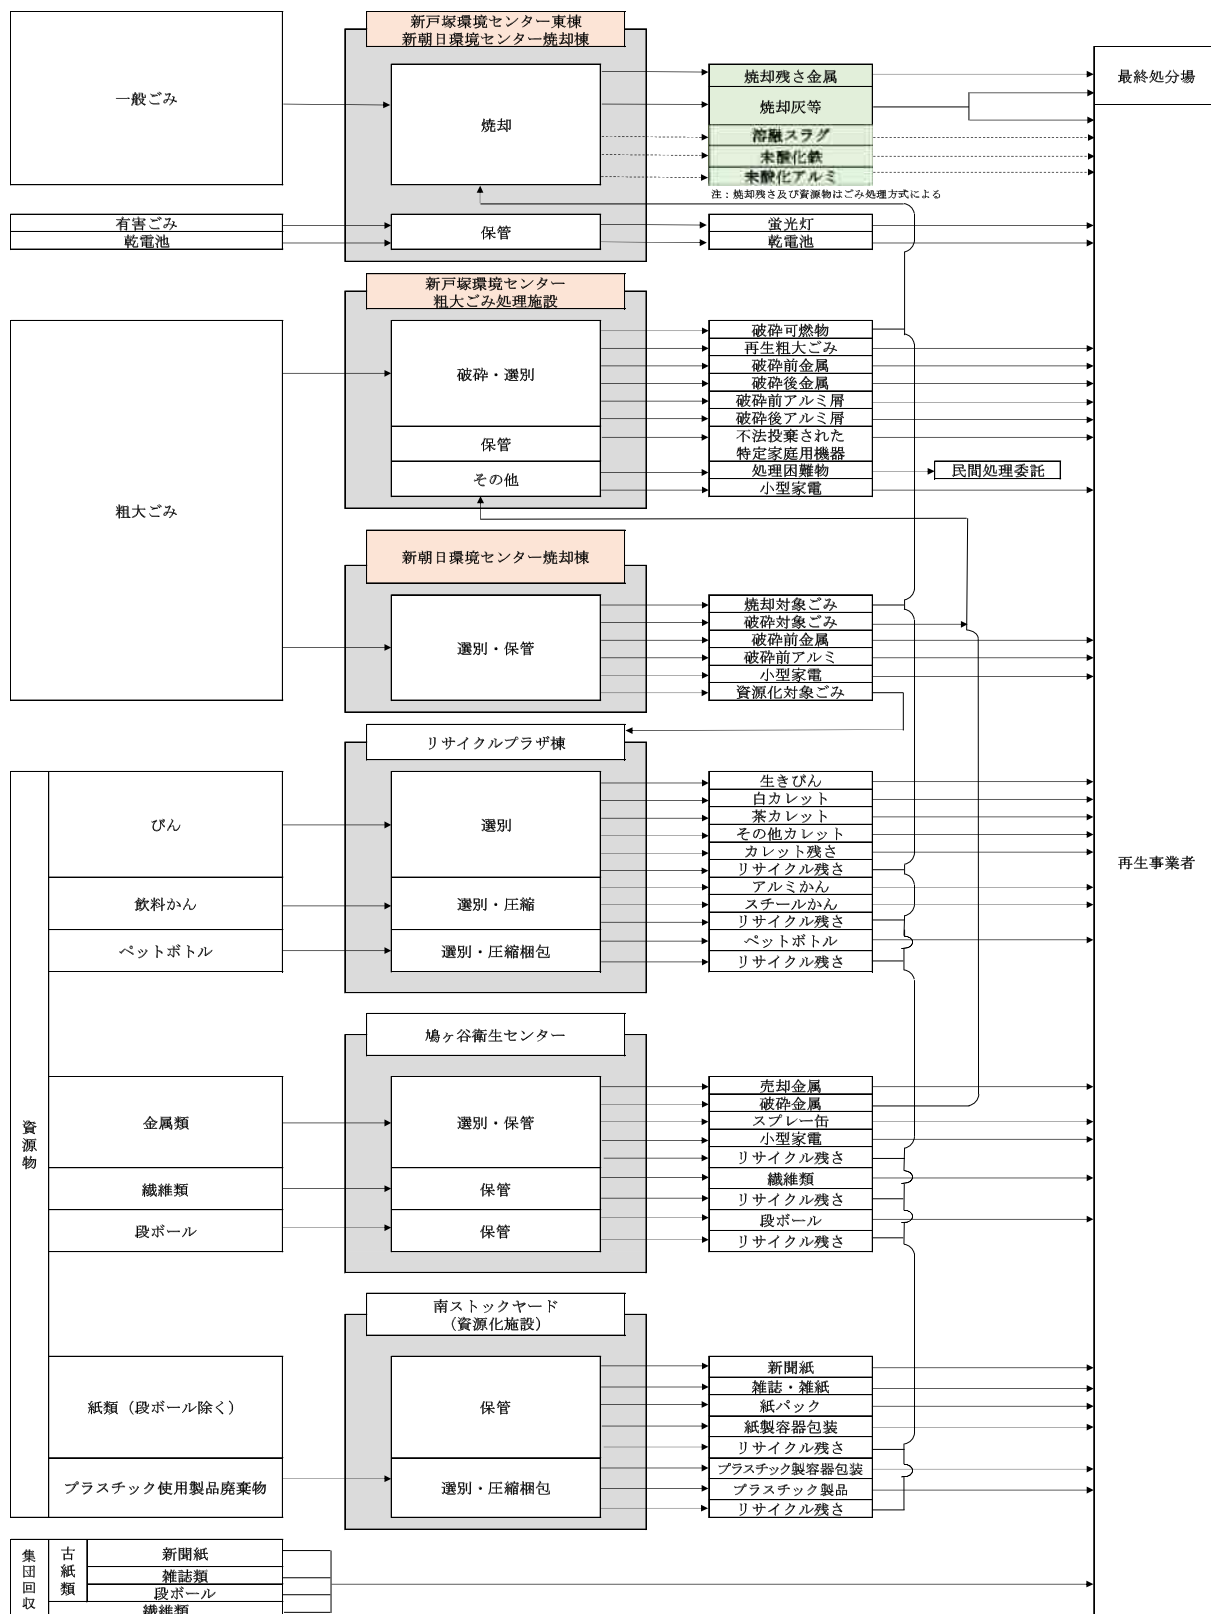 新戸塚環境センター東棟
新朝日環境センター焼却棟
一般ごみ
焼却
焼却残さ金属
焼却灰等
溶融スラグ
未酸化鉄
未酸化アルミ
注：焼却残さ及び資源物はごみ処理方式による
最終処分場
有害ごみ
乾電池
保管
蛍光灯
乾電池
新戸塚環境センター
粗大ごみ処理施設
粗大ごみ
破砕・選別
保管
その他
破砕可燃物
再生粗大ごみ
破砕前金属
破砕後金属
破砕前アルミ屑
破砕後アルミ屑
不法投棄された
特定家庭用機器
処理困難物
小型家電
民間処理委託
新朝日環境センター焼却棟
選別・保管
焼却対象ごみ
破砕対象ごみ
破砕前金属
破砕前アルミ
小型家電
資源化対象ごみ
リサイクルプラザ棟
資源物
びん
選別
生きびん
白カレット
茶カレット
その他カレット
カレット残さ
リサイクル残さ
飲料かん
選別・圧縮
アルミかん
スチールかん
リサイクル残さ
ペットボトル
選別・圧縮梱包
ペットボトル
リサイクル残さ
再生事業者
鳩ヶ谷衛生センター
金属類
選別・保管
売却金属
破砕金属
スプレー缶
小型家電
リサイクル残さ
繊維類
保管
繊維類
リサイクル残さ
段ボール
保管
段ボール
リサイクル残さ
南ストックヤード
（資源化施設）
紙類（段ボール除く）
保管
新聞紙
雑誌・雑紙
紙パック
紙製容器包装
リサイクル残さ
プラスチック使用製品廃棄物
選別・圧縮梱包
プラスチック製容器包装
プラスチック製品
リサイクル残さ
集団回収
古紙類
新聞紙
雑誌類
段ボール
繊維類